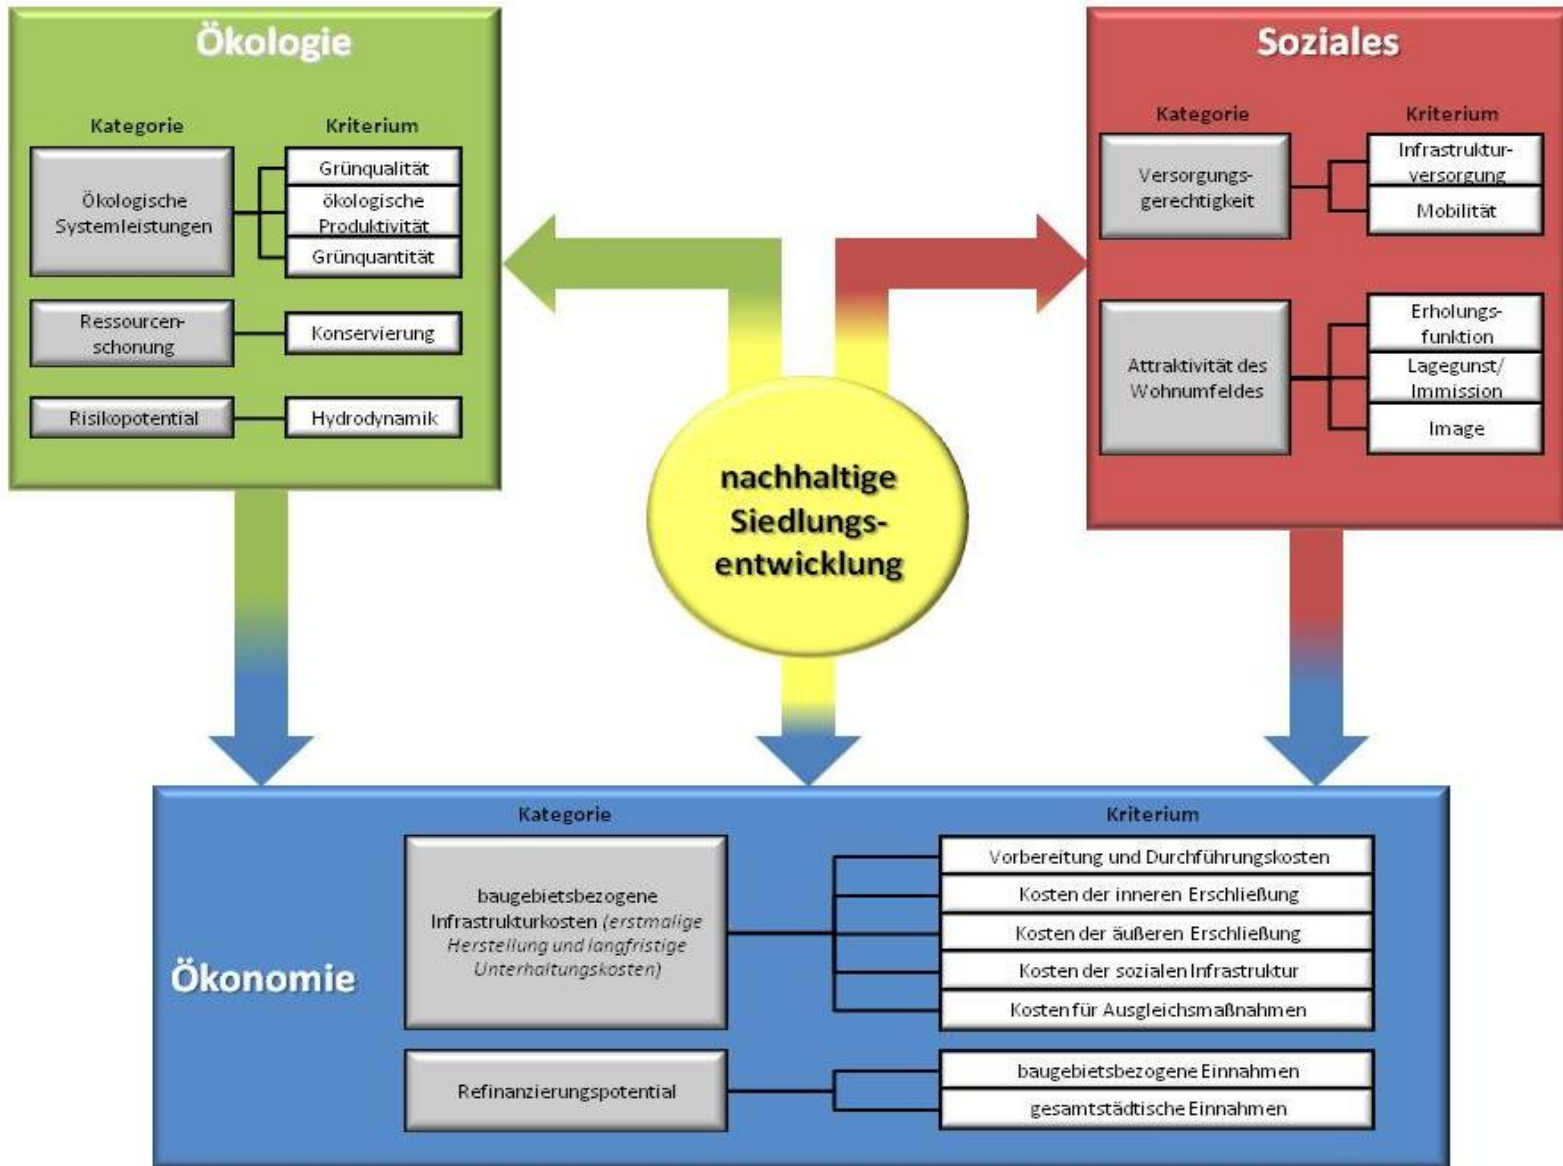 Ökologie
Kategorie
Kriterium
Ökologische
Systemleistungen
Grünqualität
ökologische
Produktivität
Grünquantität
Ressourcen-
schonung
Konservierung
Risikopotential
Hydrodynamik
Soziales
Kategorie
Kriterium
Versorgungs-
gerechtigkeit
Infrastruktur-
versorgung
Mobilität
Attraktivität des
Wohnumfeldes
Erholungs-
funktion
Lagegunst/
Immission
Image
nachhaltige
Siedlungs-
entwicklung
Ökonomie
Kategorie
Kriterium
baugebietsbezogene
Infrastrukturkosten (erstmalige
Herstellung und langfristige
Unterhaltungskosten)
Vorbereitung und Durchführungskosten
Kosten der inneren Erschließung
Kosten der äußeren Erschließung
Kosten der sozialen Infrastruktur
Kosten für Ausgleichsmaßnahmen
Refinanzierungspotential
baugebietsbezogene Einnahmen
gesamtstädtische Einnahmen